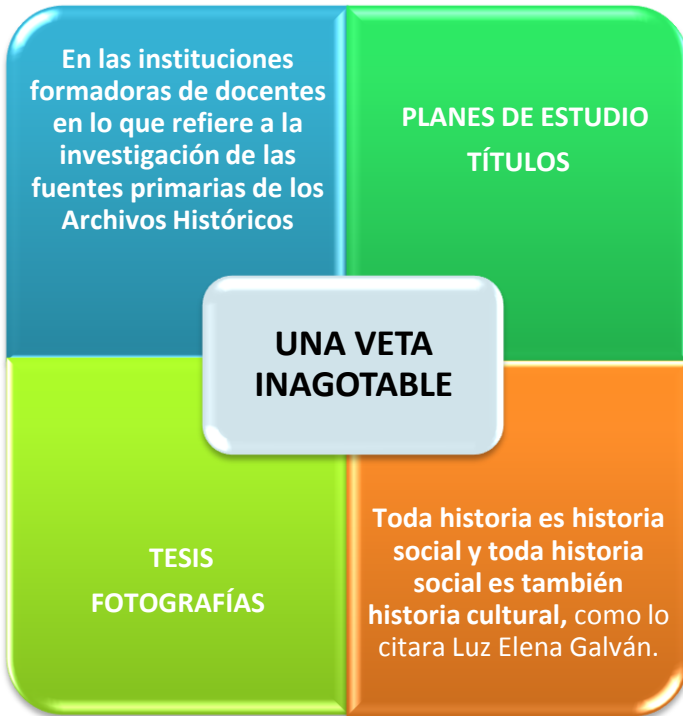 En las instituciones
formadoras de docentes
en lo que refiere a la
investigación de las
fuentes primarias de los
Archivos Históricos
PLANES DE ESTUDIO
TÍTULOS
UNA VETA
INAGOTABLE
TESIS
FOTOGRAFÍAS
Toda historia es historia
social y toda historia
social es también
historia cultural, como lo
citara Luz Elena Galván.